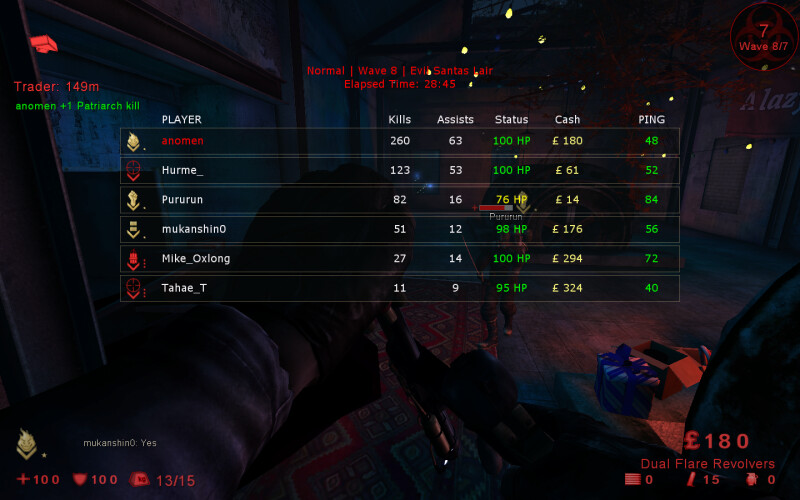 7
Wave 8/7
Normal | Wave 8 | Evil Santas Lair
Elapsed Time: 28:45
Trader: 149m
anomen +1 Patriarch kill
Alazy
PLAYER Kills Assists Status Cash PING
anomen 260 63 100 HP £ 180 48
Hurme_ 123 53 100 HP £ 61 52
Pururun 82 16 76 HP £ 14 84
Pururun
mukanshin0 51 12 98 HP £ 176 56
Mike_Oxlong 27 14 100 HP £ 294 72
Tahae_T 11 9 95 HP £ 324 40
mukanshin0: Yes
£180
Dual Flare Revolvers
100 100 13/15 0 15 0